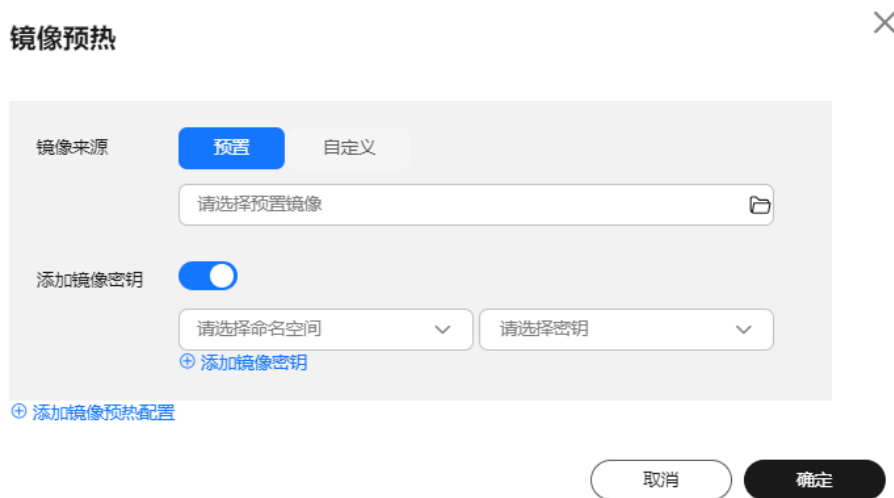 镜像预热
镜像来源 预置 自定义
请选择预置镜像
添加镜像密钥
请选择命名空间 请选择密钥
添加镜像密钥
添加镜像预热配置
取消 确定